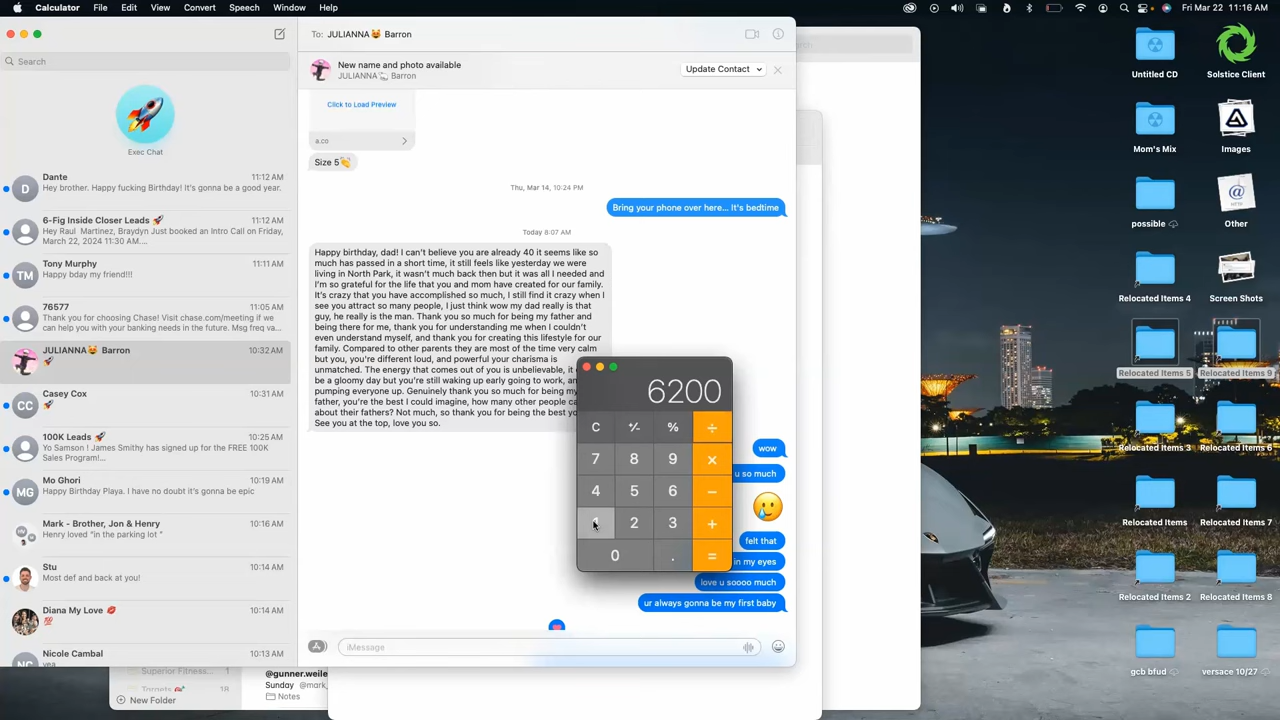 Calculator File Edit View Convert Speech Window Help
Fri Mar 22 11:16 AM
Search
Exec Chat
Dante 11:12 AM
Hey brother. Happy fucking Birthday! It's gonna be a good year.
6-Fig Inside Closer Leads 🚀 11:12 AM
Hey Raul Martinez, Braydn Just booked an Intro Call on Friday,
March 22, 2024 11:30 AM....
Tony Murphy 11:11 AM
Happy bday my friend!!!
76577 11:05 AM
Thank you for choosing Chase! Visit chase.com/meeting if we
can help you with your banking needs in the future. Msg freq va...
JULIANNA😻 Barron 10:32 AM
🚀
Casey Cox 10:31 AM
🚀
100K Leads 🚀 10:25 AM
Yo Samson ! James Smithy has signed up for the FREE 100K
Sales Program!...
Mo Ghori 10:19 AM
Happy Birthday Playa. I have no doubt it's gonna be epic
Mark - Brother, Jon & Henry 10:16 AM
Henry loved “in the parking lot ”
Stu 10:14 AM
Most def and back at you!
Diana My Love 💋 10:14 AM
💯
Nicole Cambal 10:13 AM
yea
D
TM
CC
MG
To: JULIANNA😻 Barron
New name and photo available
JULIANNA Barron
Update Contact
Click to Load Preview
a.co
Size 5👏
Thu, Mar 14, 10:24 PM
Bring your phone over here... It's bedtime
Today 8:07 AM
Happy birthday, dad! I can't believe you are already 40 it seems like so
much has passed in a short time, it still feels like yesterday we were
living in North Park, it wasn't much back then but it was all I needed and
I'm so grateful for the life that you and mom have created for our family.
It's crazy that you have accomplished so much, I still find it crazy when I
see you attract so many people, I just think wow my dad really is that
guy, he really is the man. Thank you so much for being my father and
being there for me, thank you for understanding me when I couldn't
even understand myself, and thank you for creating this lifestyle for our
family. Compared to other parents they are most of the time very calm
but you, you're different loud, and powerful your charisma is
unmatched. The energy that comes out of you is unbelievable, it
be a gloomy day but you're still waking up early going to work, an
pumping everyone up. Genuinely thank you so much for being my
father, you're the best I could imagine, how many other people ca
about their fathers? Not much, so thank you for being the best yo
See you at the top, love you so.
wow
u so much
🥲
felt that
in my eyes
love u soooo much
ur always gonna be my first baby
iMessage
6200
C +⁄- % ÷
7 8 9 ×
4 5 6 −
1 2 3 +
0 . =
Superior Fitness...
Targets 18
New Folder
@gunner.weile
Sunday @mark_
Notes
Untitled CD
Solstice Client
Mom's Mix
Images
possible
Other
HTTP
Relocated Items 4
Screen Shots
Relocated Items 5
Relocated Items 9
Relocated Items 3
Relocated Items 6
Relocated Items
Relocated Items 7
Relocated Items 2
Relocated Items 8
gcb bfud
versace 10/27